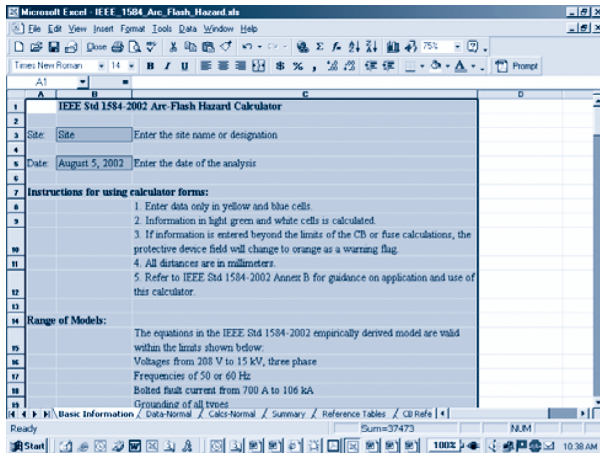 Microsoft Excel - IEEE_1584_Arc_Flash_Hazard.xls
File Edit View Insert Format Tools Data Window Help
Close 75%
Times New Roman 14 B I U $ % , Prompt
A1 =
A B C D
1 IEEE Std 1584-2002 Arc-Flash Hazard Calculator
2
3 Site: Site Enter the site name or designation
4
5 Date: August 5, 2002 Enter the date of the analysis
6
7 Instructions for using calculator forms:
8 1. Enter data only in yellow and blue cells.
9 2. Information in light green and white cells is calculated.
3. If information is entered beyond the limits of the CB or fuse calculations, the
10 protective device field will change to orange as a warning flag.
11 4. All distances are in millimeters.
5. Refer to IEEE Std 1584-2002 Annex B for guidance on application and use of
12 this calculator.
13
14 Range of Models:
The equations in the IEEE Std 1584-2002 empirically derived model are valid
15 within the limits shown below:
16 Voltages from 208 V to 15 kV, three phase
17 Frequencies of 50 or 60 Hz
18 Bolted fault current from 700 A to 106 kA
19 Grounding of all types
Basic Information / Data-Normal / Calcs-Normal / Summary / Reference Tables / CB Refe
Ready Sum=37473 NUM
Start 100% 10:38 AM